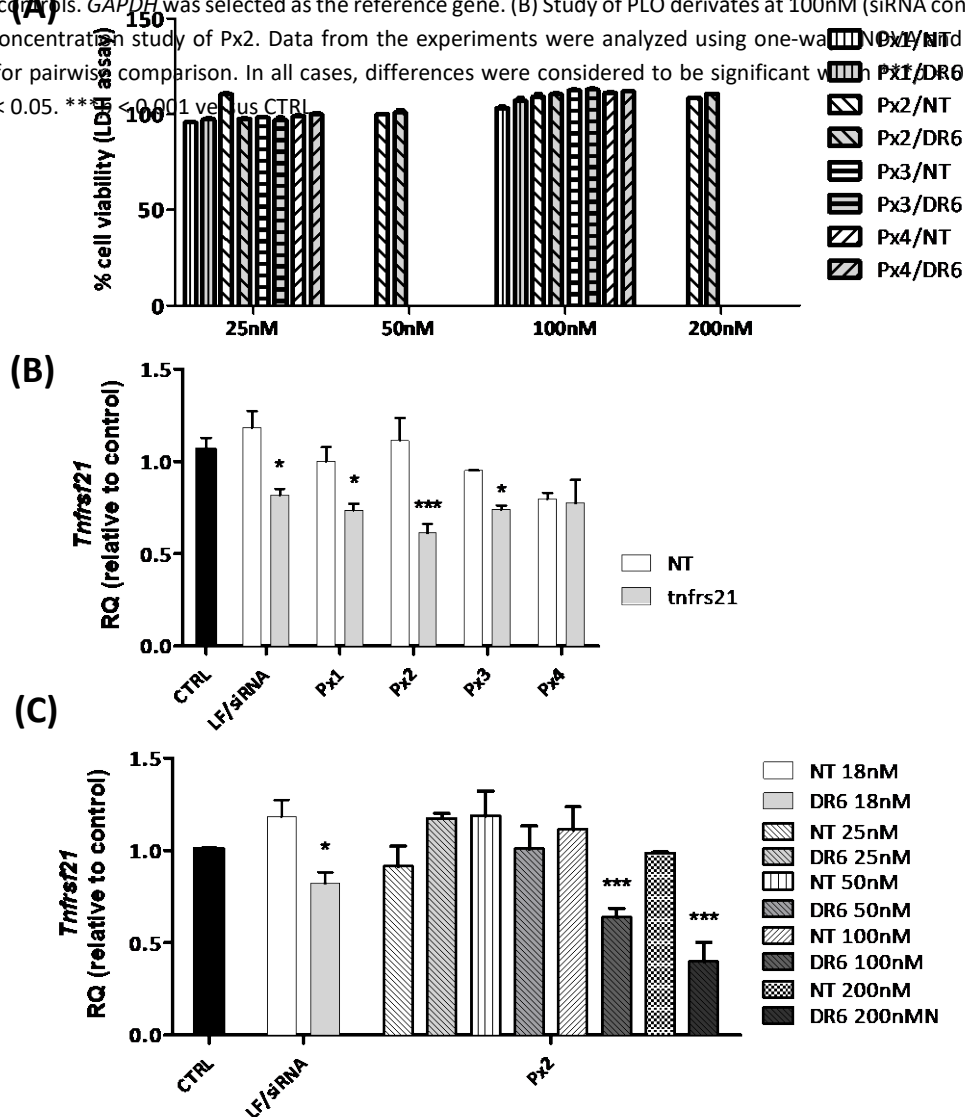 controls. GAPDH was selected as the reference gene. (B) Study of PLO derivates at 100nM (siRNA con
(A)
oncentration study of Px2. Data from the experiments were analyzed using one-wa
for pairwise comparison. In all cases, differences were considered to be significant
< 0.05. *** < 0.001 versus CTRL
% cell viability (LDH assay)
150
100
50
0
25nM
50nM
100nM
200nM
Px1/NT
Px1/DR6
Px2/NT
Px2/DR6
Px3/NT
Px3/DR6
Px4/NT
Px4/DR6
(B)
Tnfrsf21
RQ (relative to control)
1.5
1.0
0.5
0.0
*
*
***
*
CTRL
LF/siRNA
Px1
Px2
Px3
Px4
NT
tnfrs21
(C)
Tnfrsf21
RQ (relative to control)
1.5
1.0
0.5
0.0
*
***
***
CTRL
LF/siRNA
Px2
NT 18nM
DR6 18nM
NT 25nM
DR6 25nM
NT 50nM
DR6 50nM
NT 100nM
DR6 100nM
NT 200nM
DR6 200nMN